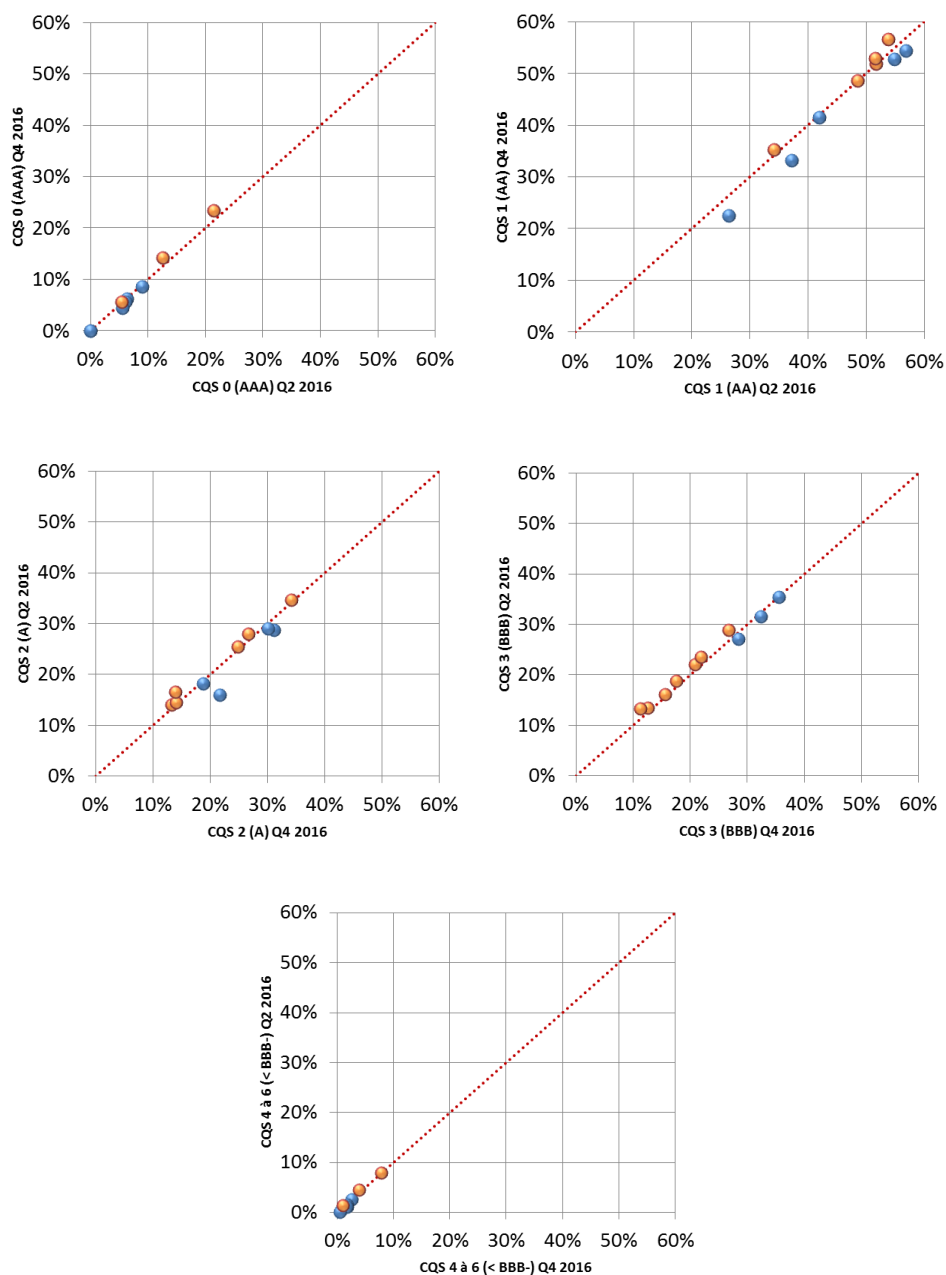 60%
50%
40%
30%
20%
10%
0%
CQS 0 (AAA) Q4 2016
0% 10% 20% 30% 40% 50% 60%
CQS 0 (AAA) Q2 2016
60%
50%
40%
30%
20%
10%
0%
CQS 1 (AA) Q4 2016
0% 10% 20% 30% 40% 50% 60%
CQS 1 (AA) Q2 2016
60%
50%
40%
30%
20%
10%
0%
CQS 2 (A) Q2 2016
0% 10% 20% 30% 40% 50% 60%
CQS 2 (A) Q4 2016
60%
50%
40%
30%
20%
10%
0%
CQS 3 (BBB) Q2 2016
0% 10% 20% 30% 40% 50% 60%
CQS 3 (BBB) Q4 2016
60%
50%
40%
30%
20%
10%
0%
CQS 4 à 6 (< BBB-) Q2 2016
0% 10% 20% 30% 40% 50% 60%
CQS 4 à 6 (< BBB-) Q4 2016